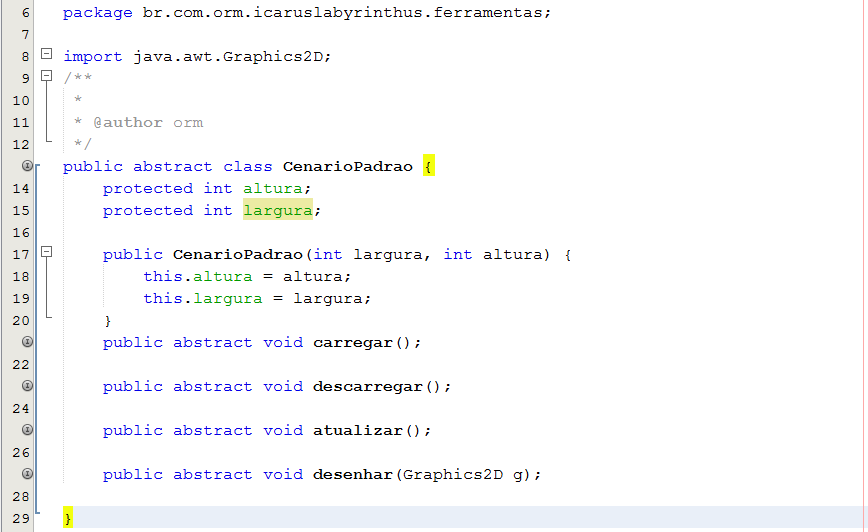 6 package br.com.orm.icaruslabyrinthus.ferramentas;
7
8 import java.awt.Graphics2D;
9 /**
10 *
11 * @author orm
12 */
public abstract class CenarioPadrao {
14 protected int altura;
15 protected int largura;
16
17 public CenarioPadrao(int largura, int altura) {
18 this.altura = altura;
19 this.largura = largura;
20 }
public abstract void carregar();
22
public abstract void descarregar();
24
public abstract void atualizar();
26
public abstract void desenhar(Graphics2D g);
28
29 }